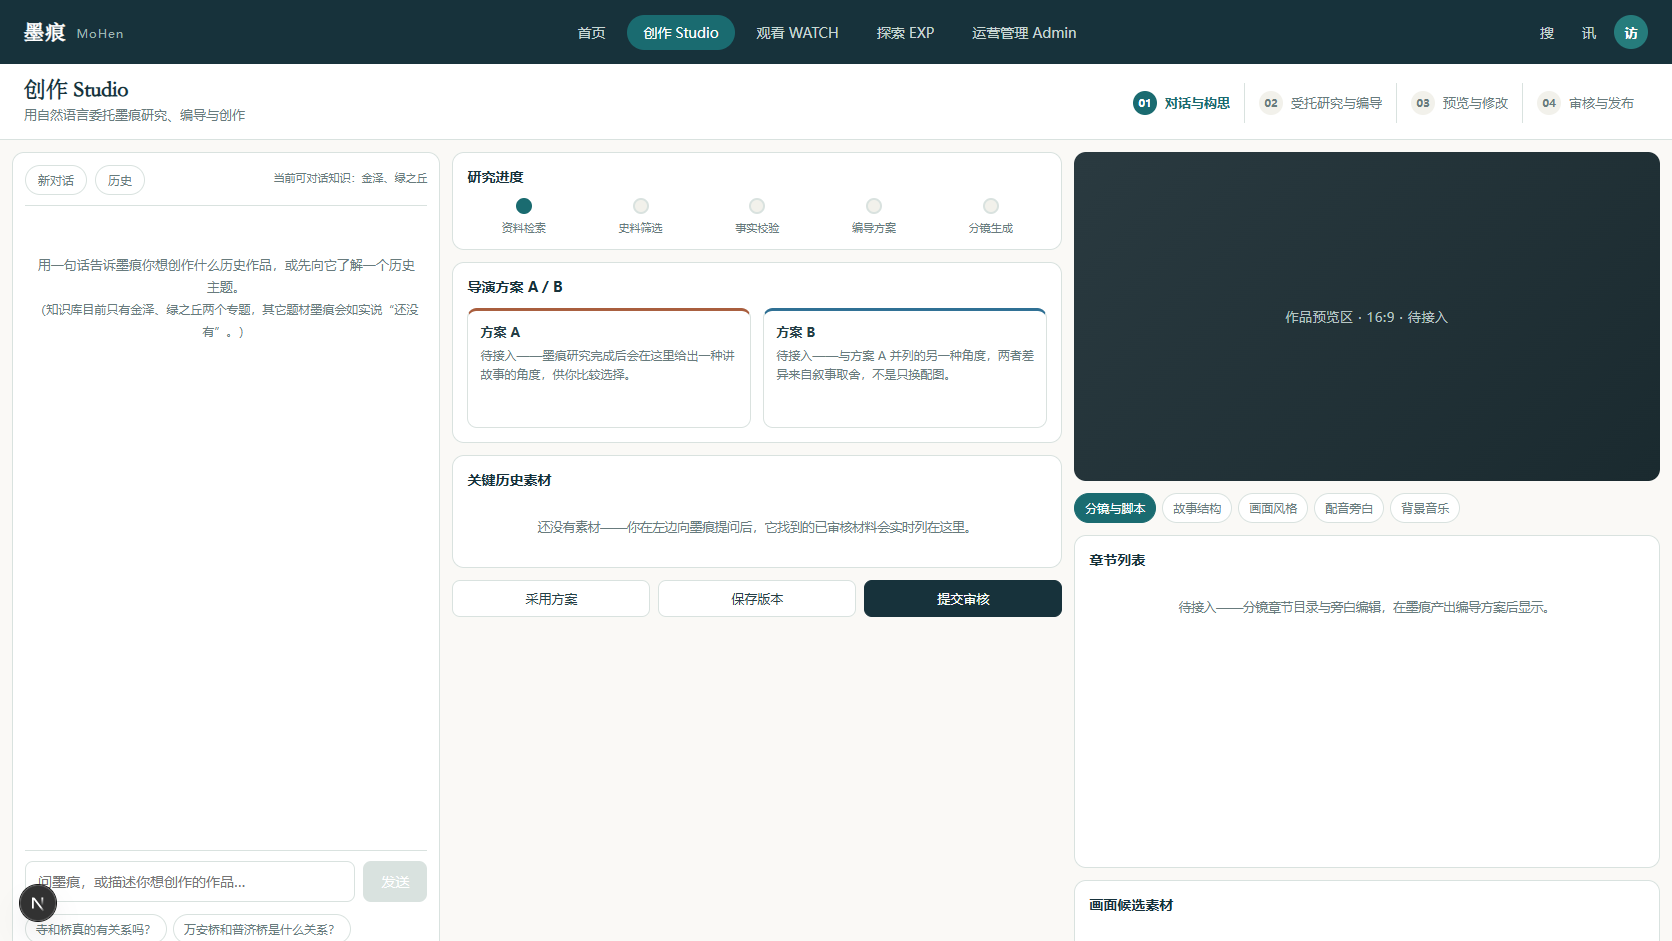 墨痕 MoHen
首页
创作 Studio
观看 WATCH
探索 EXP
运营管理 Admin
搜
讯
访
创作 Studio
用自然语言委托墨痕研究、编导与创作
01 对话与构思
02 受托研究与编导
03 预览与修改
04 审核与发布
新对话
历史
当前可对话知识：金泽、绿之丘
用一句话告诉墨痕你想创作什么历史作品，或先向它了解一个历史
主题。
（知识库目前只有金泽、绿之丘两个专题，其它题材墨痕会如实说“还没
有”。）
问墨痕，或描述你想创作的作品...
发送
N
寺和桥真的有关系吗？
万安桥和普济桥是什么关系？
研究进度
资料检索
史料筛选
事实校验
编导方案
分镜生成
导演方案 A / B
方案 A
待接入——墨痕研究完成后会在这里给出一种讲
故事的角度，供你比较选择。
方案 B
待接入——与方案 A 并列的另一种角度，两者差
异来自叙事取舍，不是只换配图。
关键历史素材
还没有素材——你在左边向墨痕提问后，它找到的已审核材料会实时列在这里。
采用方案
保存版本
提交审核
作品预览区 · 16:9 · 待接入
分镜与脚本
故事结构
画面风格
配音旁白
背景音乐
章节列表
待接入——分镜章节目录与旁白编辑，在墨痕产出编导方案后显示。
画面候选素材